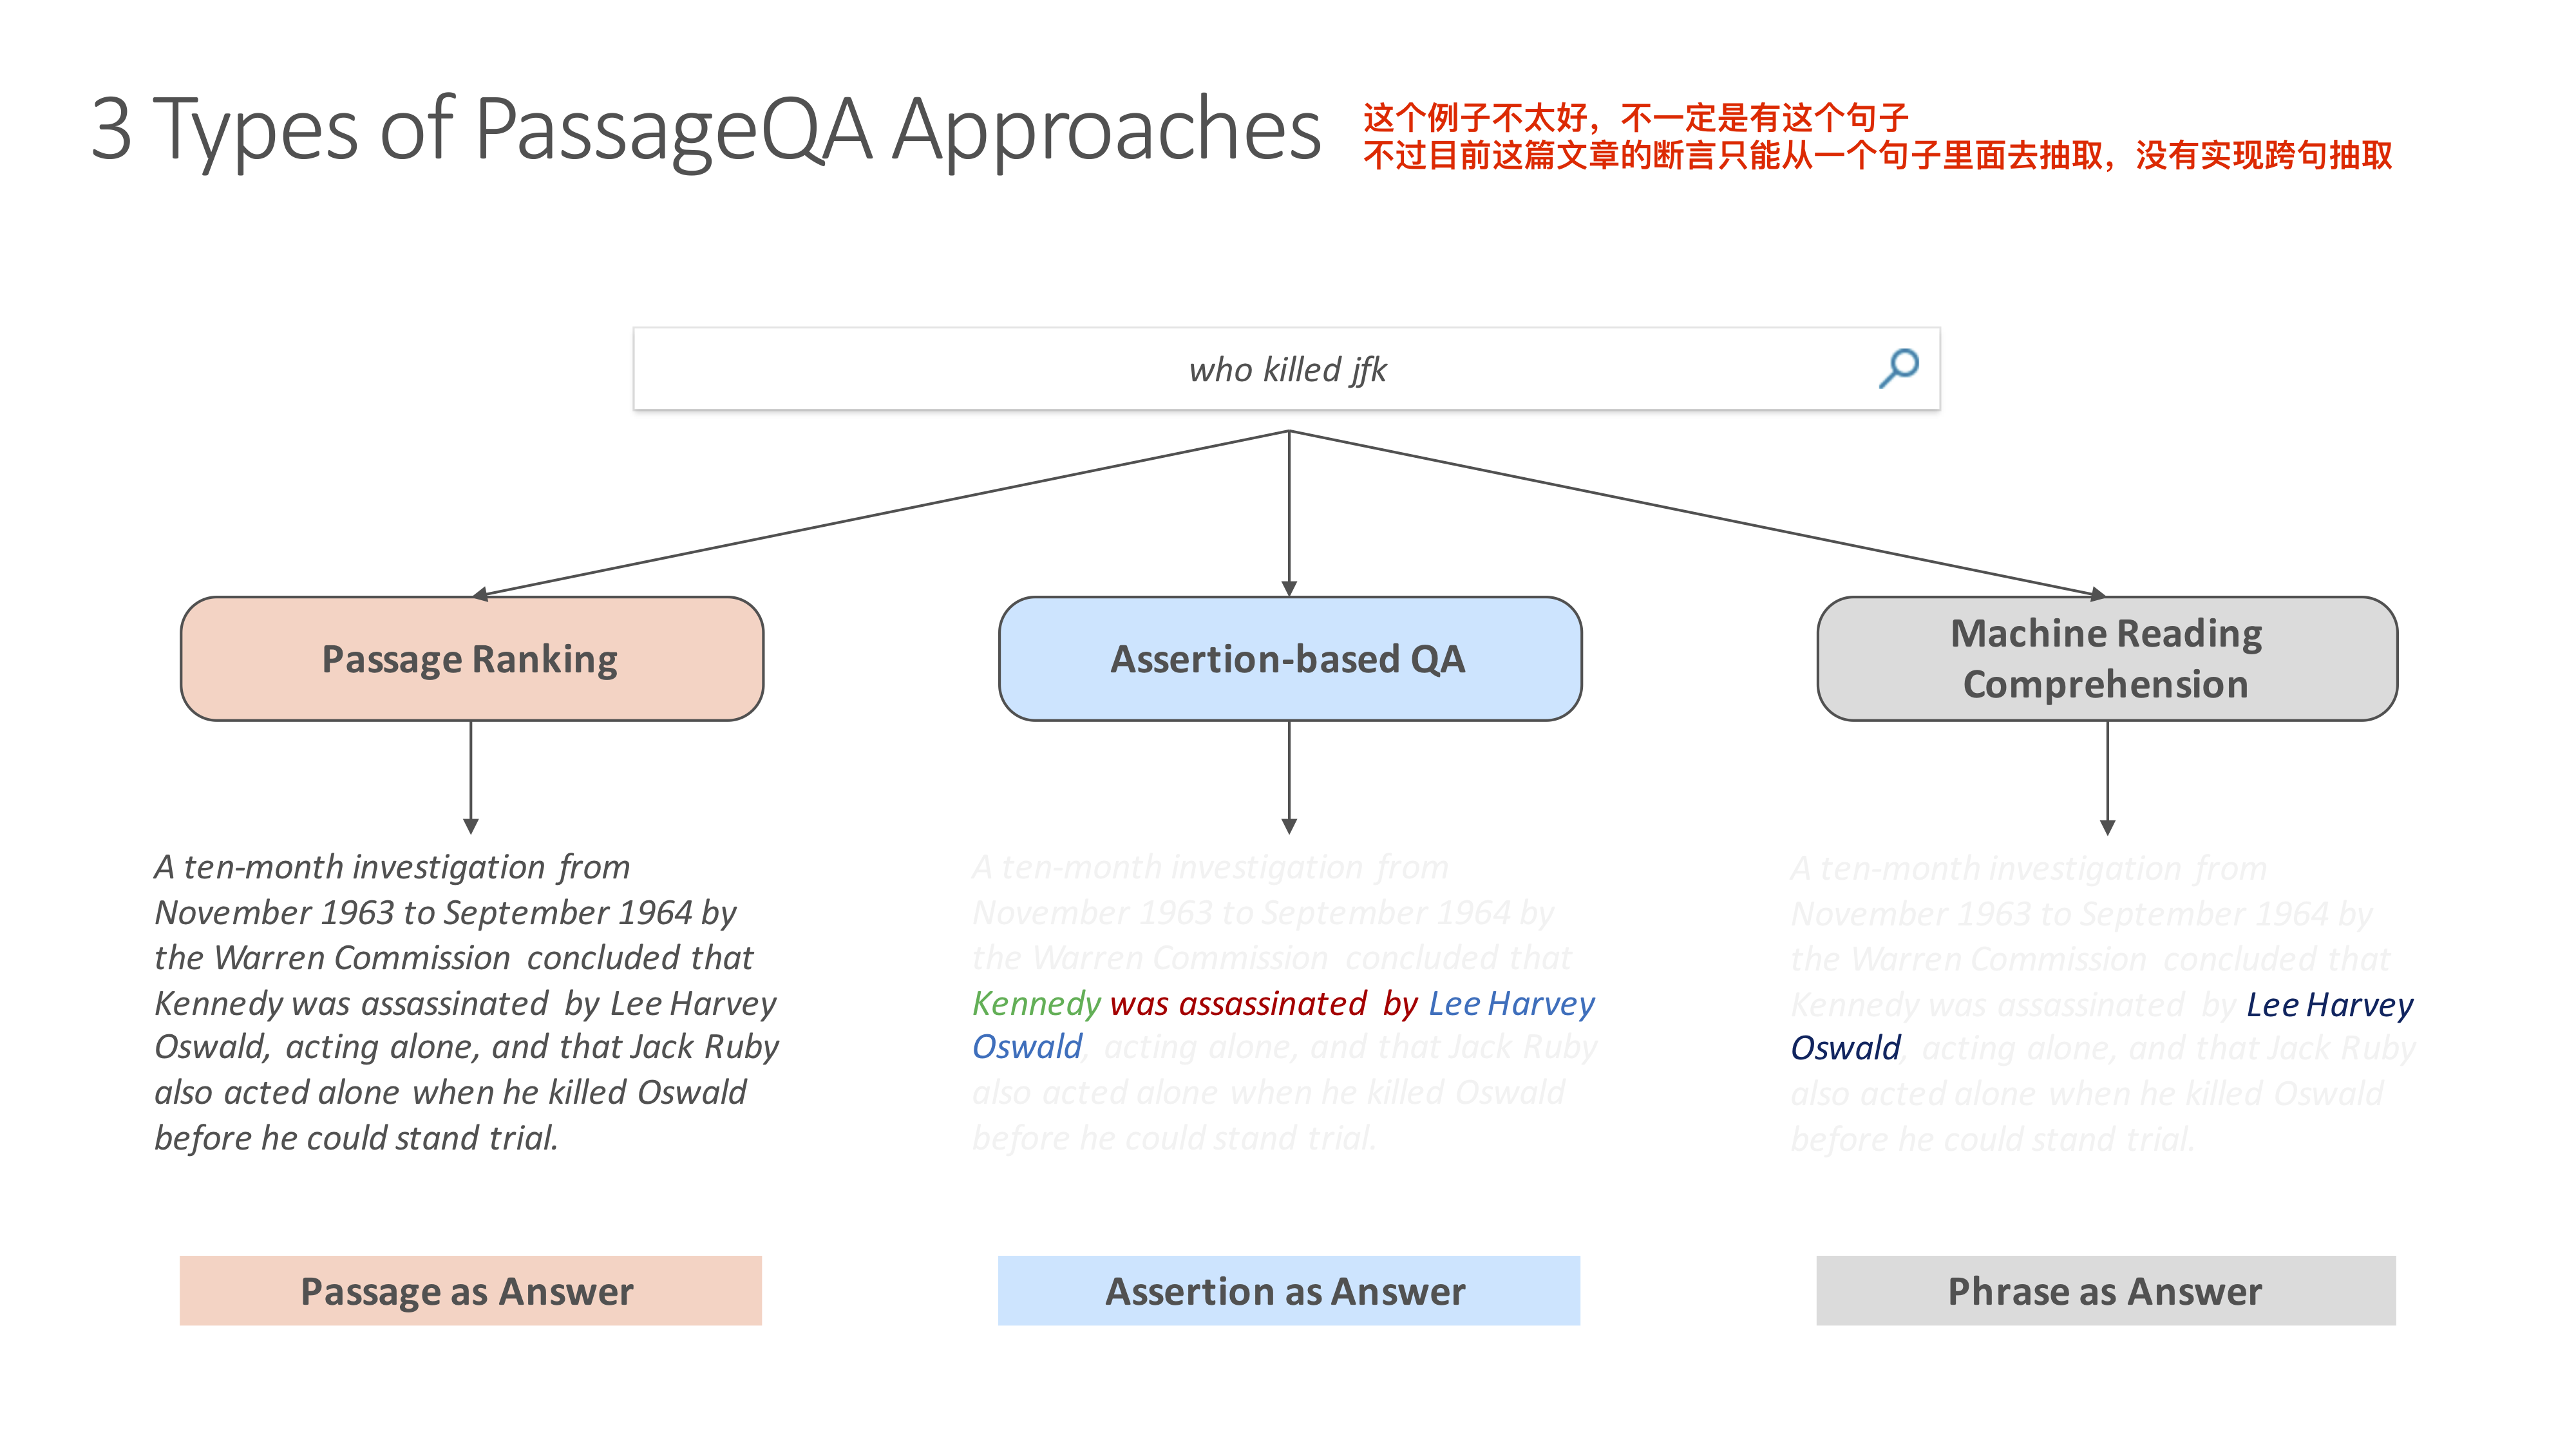 3 Types of PassageQA Approaches
这个例子不太好，不一定是有这个句子
不过目前这篇文章的断言只能从一个句子里面去抽取，没有实现跨句抽取
who killed jfk
Passage Ranking
Assertion-based QA
Machine Reading
Comprehension
A ten-month investigation from
November 1963 to September 1964 by
the Warren Commission concluded that
Kennedy was assassinated by Lee Harvey
Oswald, acting alone, and that Jack Ruby
also acted alone when he killed Oswald
before he could stand trial.
A ten-month investigation from
November 1963 to September 1964 by
the Warren Commission concluded that
Kennedy was assassinated by Lee Harvey
Oswald, acting alone, and that Jack Ruby
also acted alone when he killed Oswald
before he could stand trial.
A ten-month investigation from
November 1963 to September 1964 by
the Warren Commission concluded that
Kennedy was assassinated by Lee Harvey
Oswald, acting alone, and that Jack Ruby
also acted alone when he killed Oswald
before he could stand trial.
Passage as Answer
Assertion as Answer
Phrase as Answer